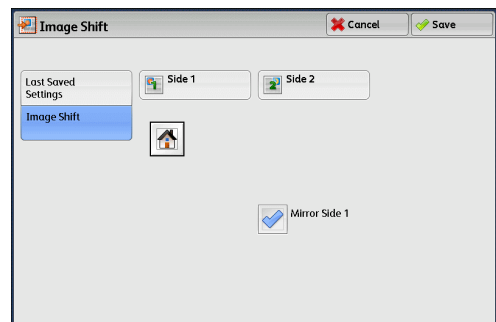 Image Shift
Cancel
Save
Last Saved
Settings
Side 1
Side 2
Image Shift
Mirror Side 1